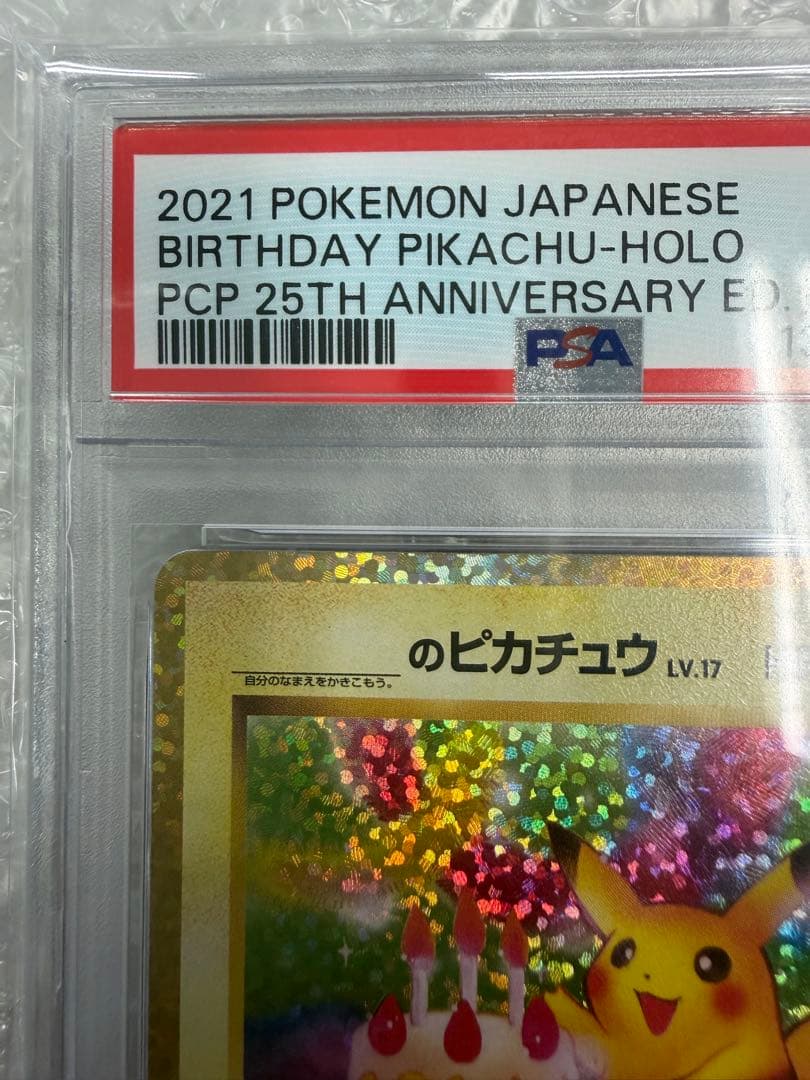 2021 POKEMON JAPANESE
BIRTHDAY PIKACHU-HOLO
PCP 25TH ANNIVERSARY ED.
PSA
のピカチュウ LV.17
自分のなまえをかきこもう。